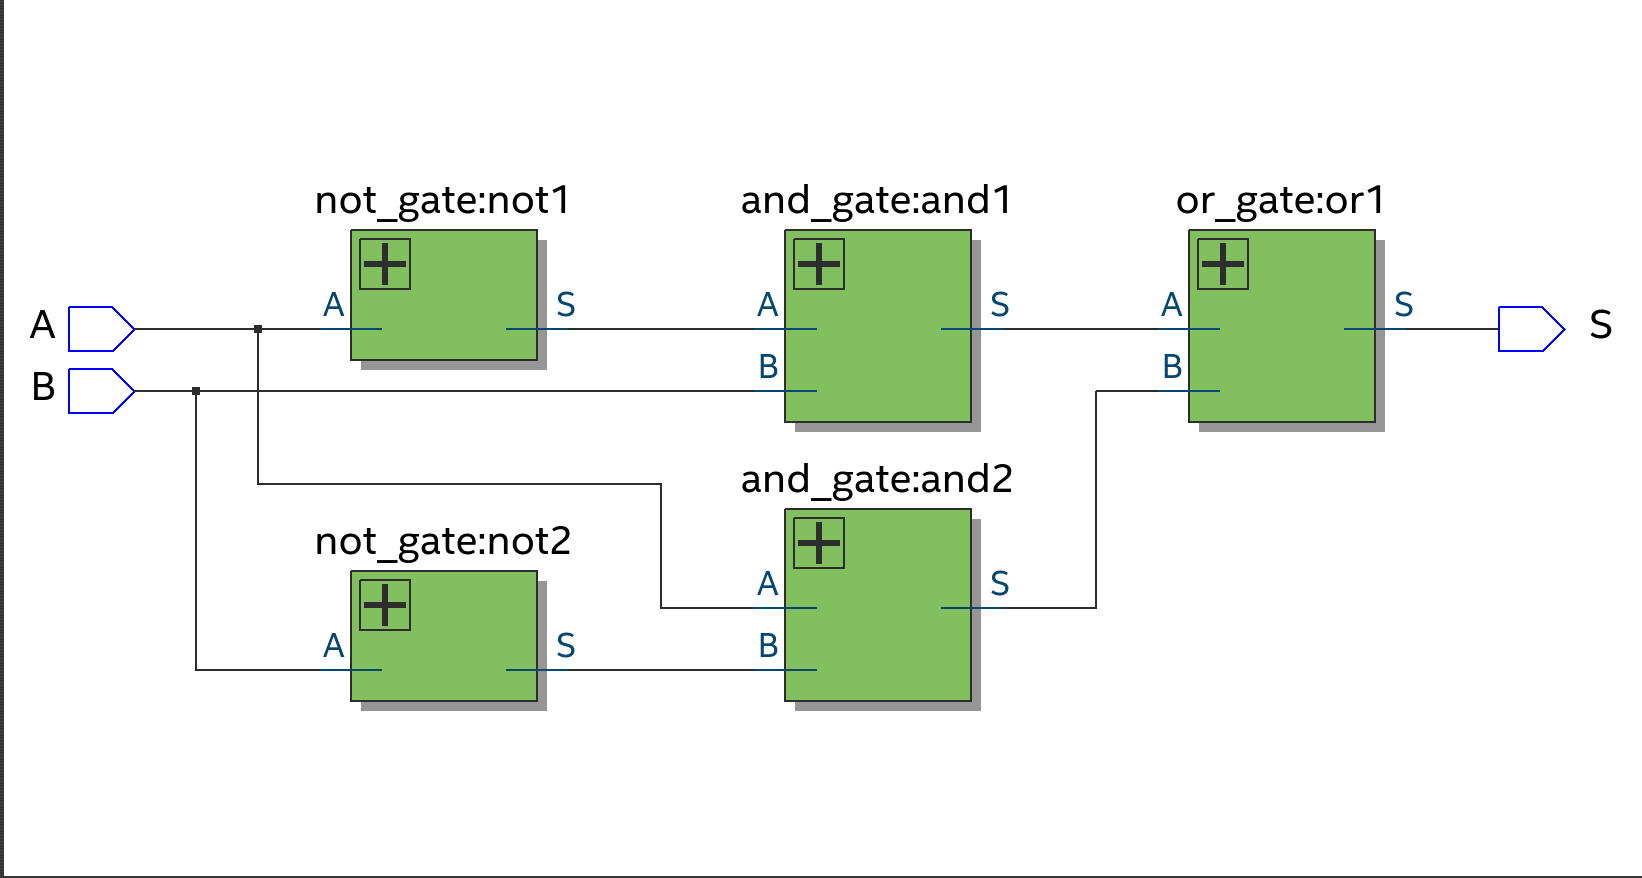 not_gate:not1
and_gate:and1
or_gate:or1
A
A
S
A
S
A
S
S
B
B
B
and_gate:and2
not_gate:not2
A
S
A
S
B